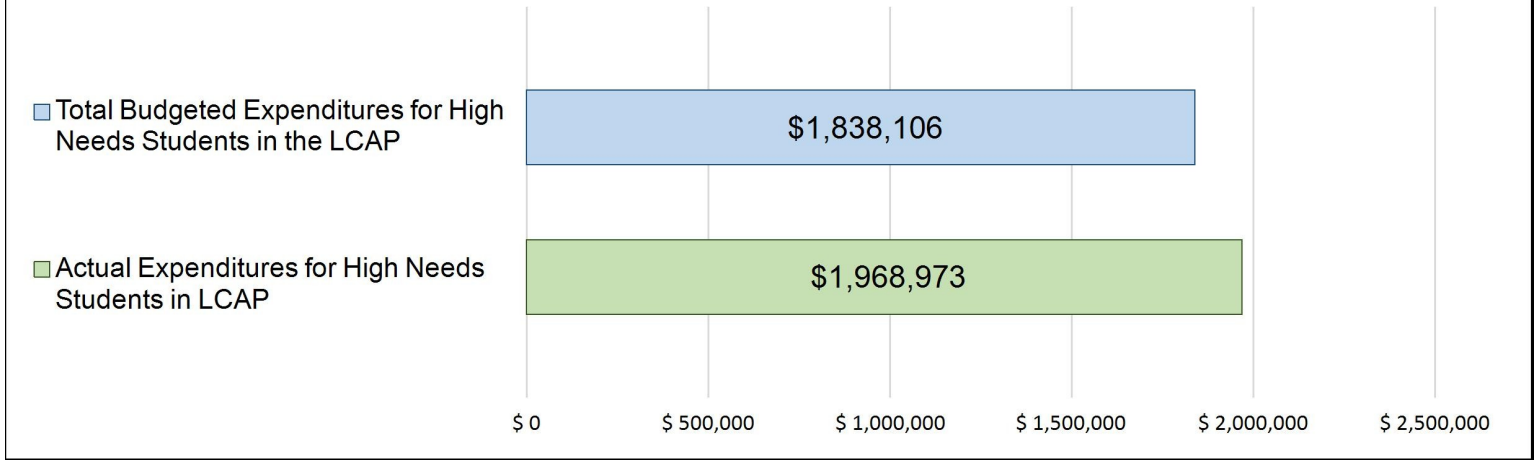 Total Budgeted Expenditures for High
Needs Students in the LCAP
$1,838,106
Actual Expenditures for High Needs
Students in LCAP
$1,968,973
$ 0 $ 500,000 $ 1,000,000 $ 1,500,000 $ 2,000,000 $ 2,500,000